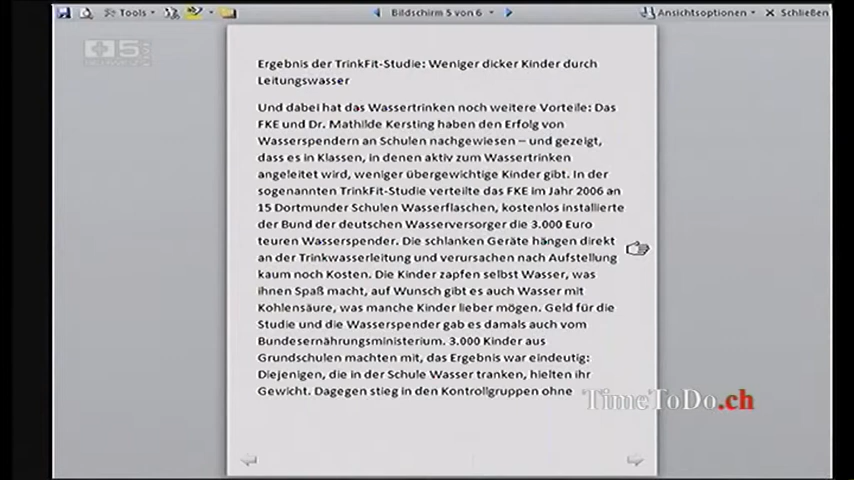 Tools
Bildschirm 5 von 6
Ansichtsoptionen
Schließen
5
Ergebnis der TrinkFit-Studie: Weniger dicker Kinder durch
Leitungswasser
Und dabei hat das Wassertrinken noch weitere Vorteile: Das
FKE und Dr. Mathilde Kersting haben den Erfolg von
Wasserspendern an Schulen nachgewiesen – und gezeigt,
dass es in Klassen, in denen aktiv zum Wassertrinken
angeleitet wird, weniger übergewichtige Kinder gibt. In der
sogenannten TrinkFit-Studie verteilte das FKE im Jahr 2006 an
15 Dortmunder Schulen Wasserflaschen, kostenlos installierte
der Bund der deutschen Wasserversorger die 3.000 Euro
teuren Wasserspender. Die schlanken Geräte hängen direkt
an der Trinkwasserleitung und verursachen nach Aufstellung
kaum noch Kosten. Die Kinder zapfen selbst Wasser, was
ihnen Spaß macht, auf Wunsch gibt es auch Wasser mit
Kohlensäure, was manche Kinder lieber mögen. Geld für die
Studie und die Wasserspender gab es damals auch vom
Bundesernährungsministerium. 3.000 Kinder aus
Grundschulen machten mit, das Ergebnis war eindeutig:
Diejenigen, die in der Schule Wasser tranken, hielten ihr
Gewicht. Dagegen stieg in den Kontrollgruppen ohne
TimeToDo.ch